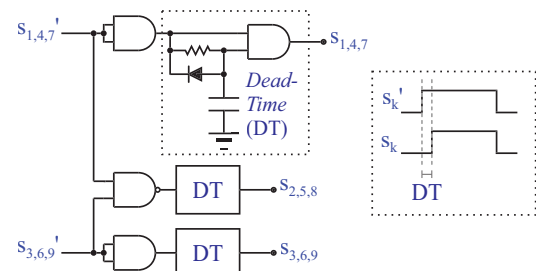 s1,4,7'
s1,4,7
Dead-
Time
(DT)
sk'
sk
DT
DT
s2,5,8
s3,6,9'
DT
s3,6,9